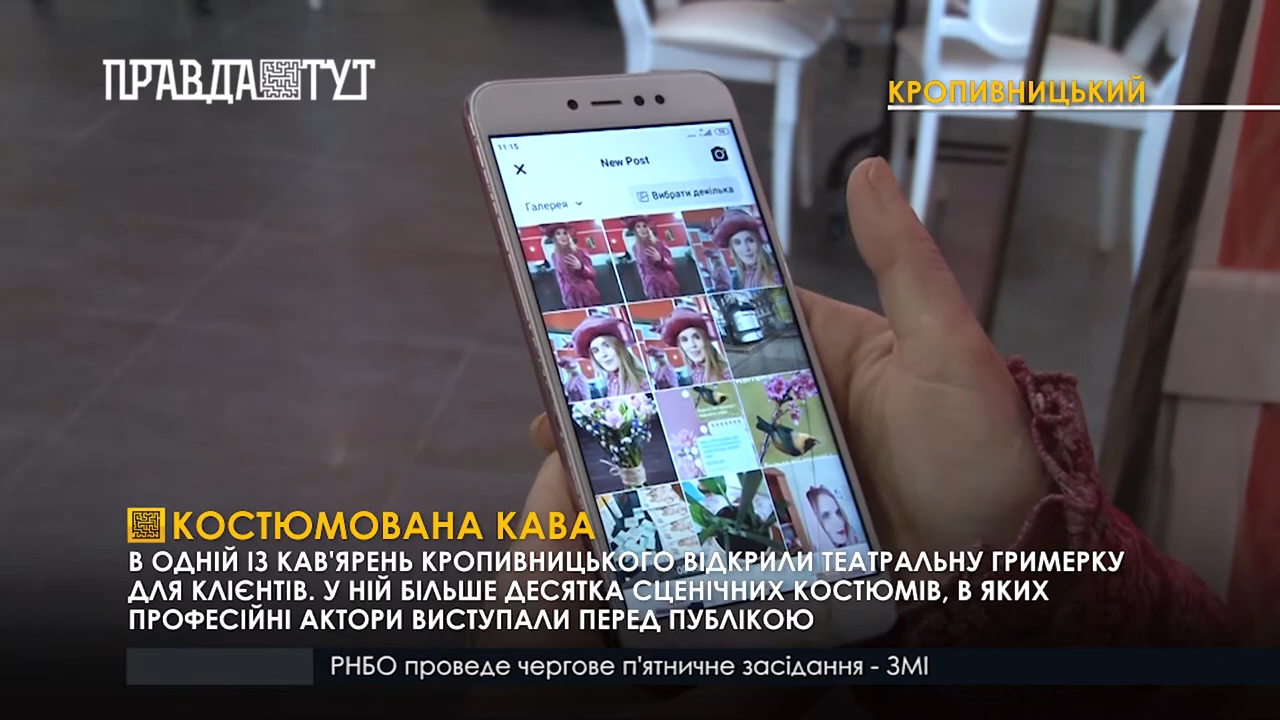 ПРАВДА ТУТ
КРОПИВНИЦЬКИЙ
11:15
New Post
Галерея
Вибрати декілька
КОСТЮМОВАНА КАВА
В ОДНІЙ ІЗ КАВ'ЯРЕНЬ КРОПИВНИЦЬКОГО ВІДКРИЛИ ТЕАТРАЛЬНУ ГРИМЕРКУ
ДЛЯ КЛІЄНТІВ. У НІЙ БІЛЬШЕ ДЕСЯТКА СЦЕНІЧНИХ КОСТЮМІВ, В ЯКИХ
ПРОФЕСІЙНІ АКТОРИ ВИСТУПАЛИ ПЕРЕД ПУБЛІКОЮ
РНБО проведе чергове п'ятничне засідання - ЗМІ